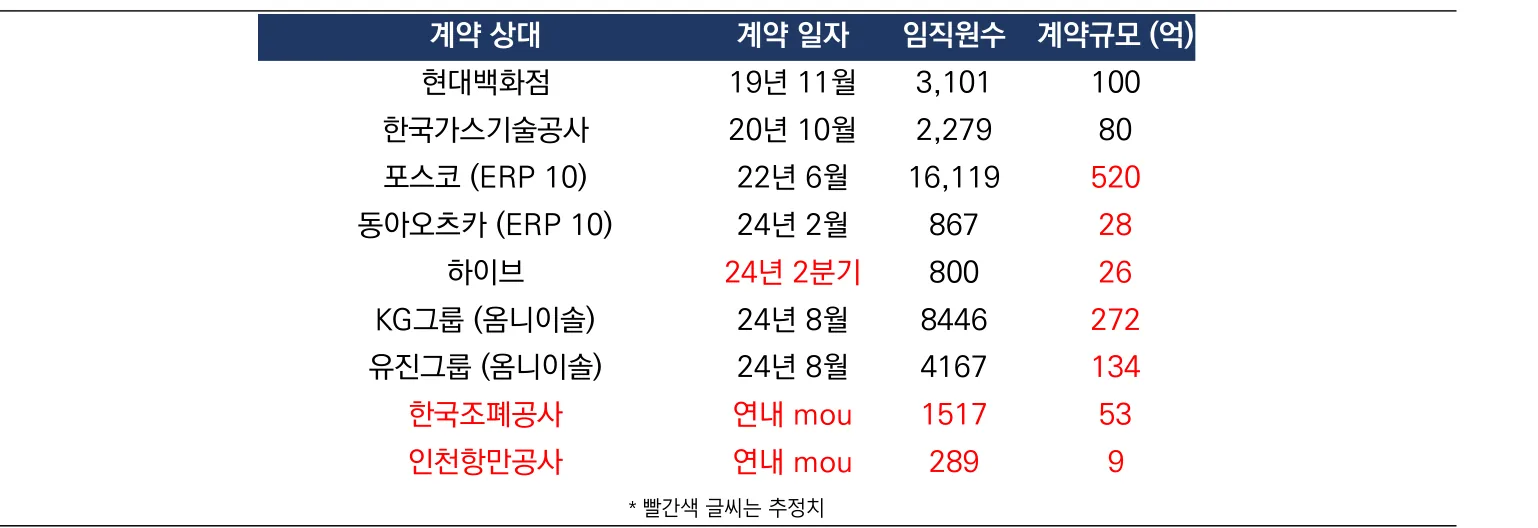 계약 상대 계약 일자 임직원수 계약규모 (억)
현대백화점 19년 11월 3,101 100
한국가스기술공사 20년 10월 2,279 80
포스코 (ERP 10) 22년 6월 16,119 520
동아오츠카 (ERP 10) 24년 2월 867 28
하이브 24년 2분기 800 26
KG그룹 (옴니이솔) 24년 8월 8446 272
유진그룹 (옴니이솔) 24년 8월 4167 134
한국조폐공사 연내 mou 1517 53
인천항만공사 연내 mou 289 9
* 빨간색 글씨는 추정치